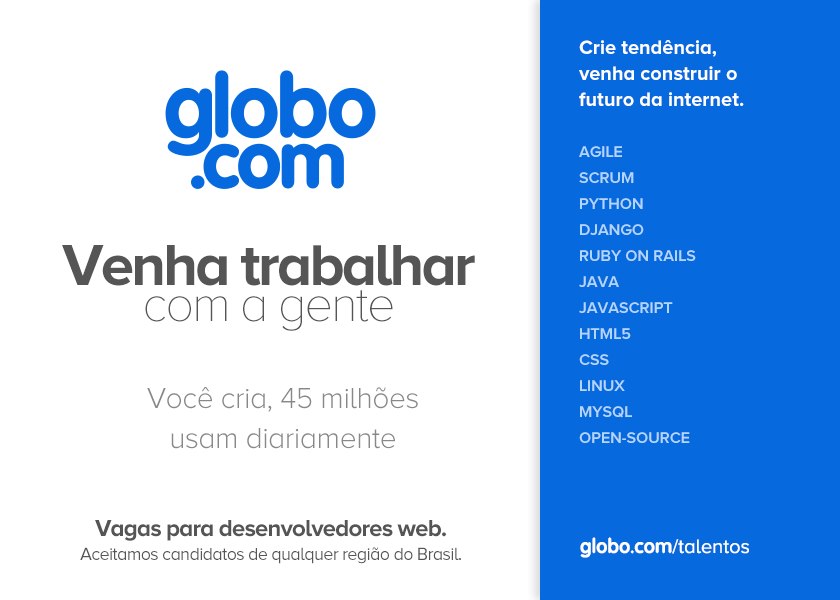 globo
.com
Venha trabalhar
com a gente
Você cria, 45 milhões
usam diariamente
Vagas para desenvolvedores web.
Aceitamos candidatos de qualquer região do Brasil.
Crie tendência,
venha construir o
futuro da internet.
AGILE
SCRUM
PYTHON
DJANGO
RUBY ON RAILS
JAVA
JAVASCRIPT
HTML5
CSS
LINUX
MYSQL
OPEN-SOURCE
globo.com/talentos